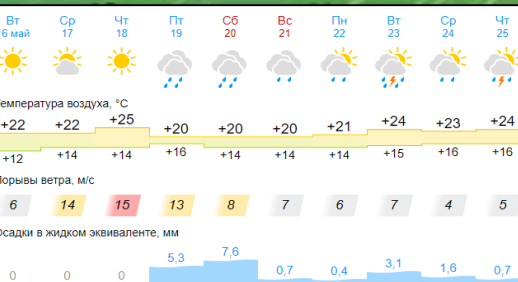 Вт Ср Чт Пт Сб Вс Пн Вт Ср Чт
6 май 17 18 19 20 21 22 23 24 25
Температура воздуха, °C
+22 +22 +25 +20 +20 +20 +21 +24 +23 +24
+12 +14 +14 +16 +14 +14 +14 +15 +16 +16
Порывы ветра, м/с
6 14 15 13 8 7 6 7 4 5
Осадки в жидком эквиваленте, мм
0 0 0 5,3 7,6 0,7 0,4 3,1 1,6 0,7